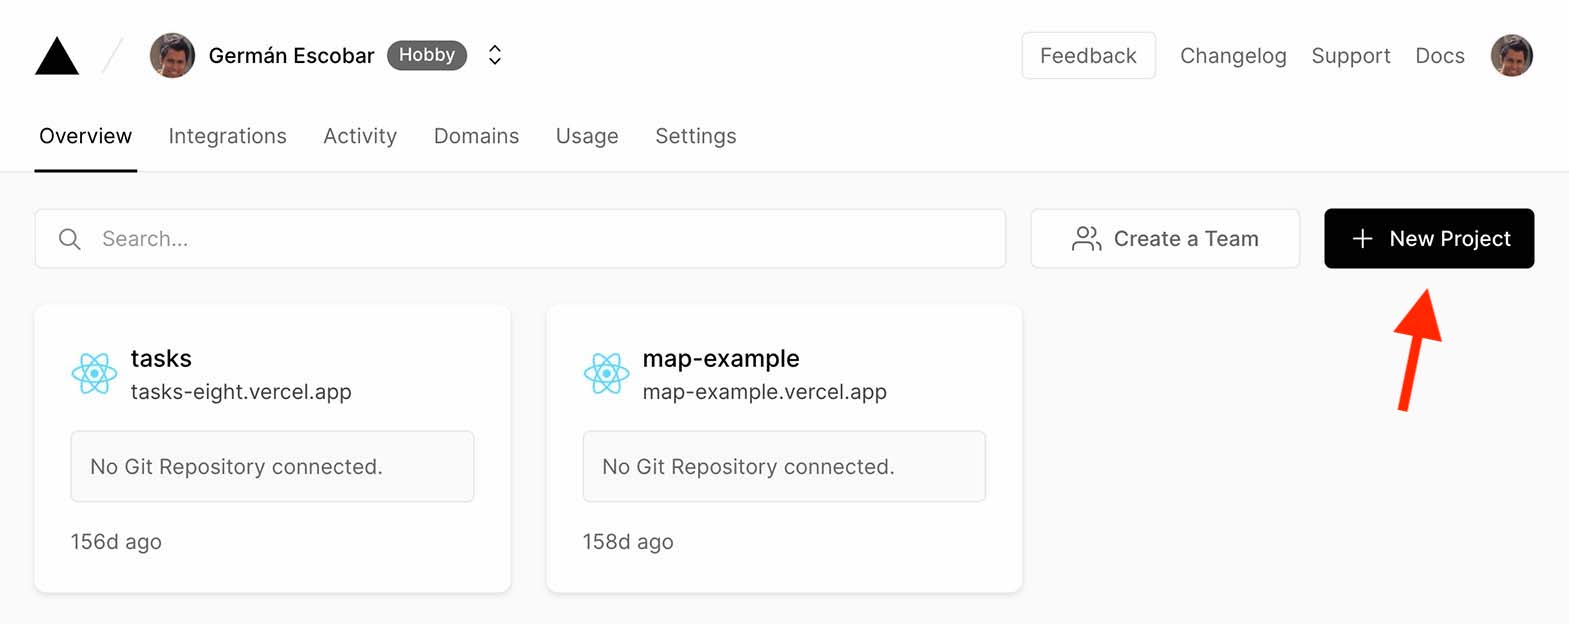 Germán Escobar Hobby Feedback Changelog Support Docs
Overview Integrations Activity Domains Usage Settings
Search... Create a Team New Project
tasks
tasks-eight.vercel.app
No Git Repository connected.
156d ago
map-example
map-example.vercel.app
No Git Repository connected.
158d ago